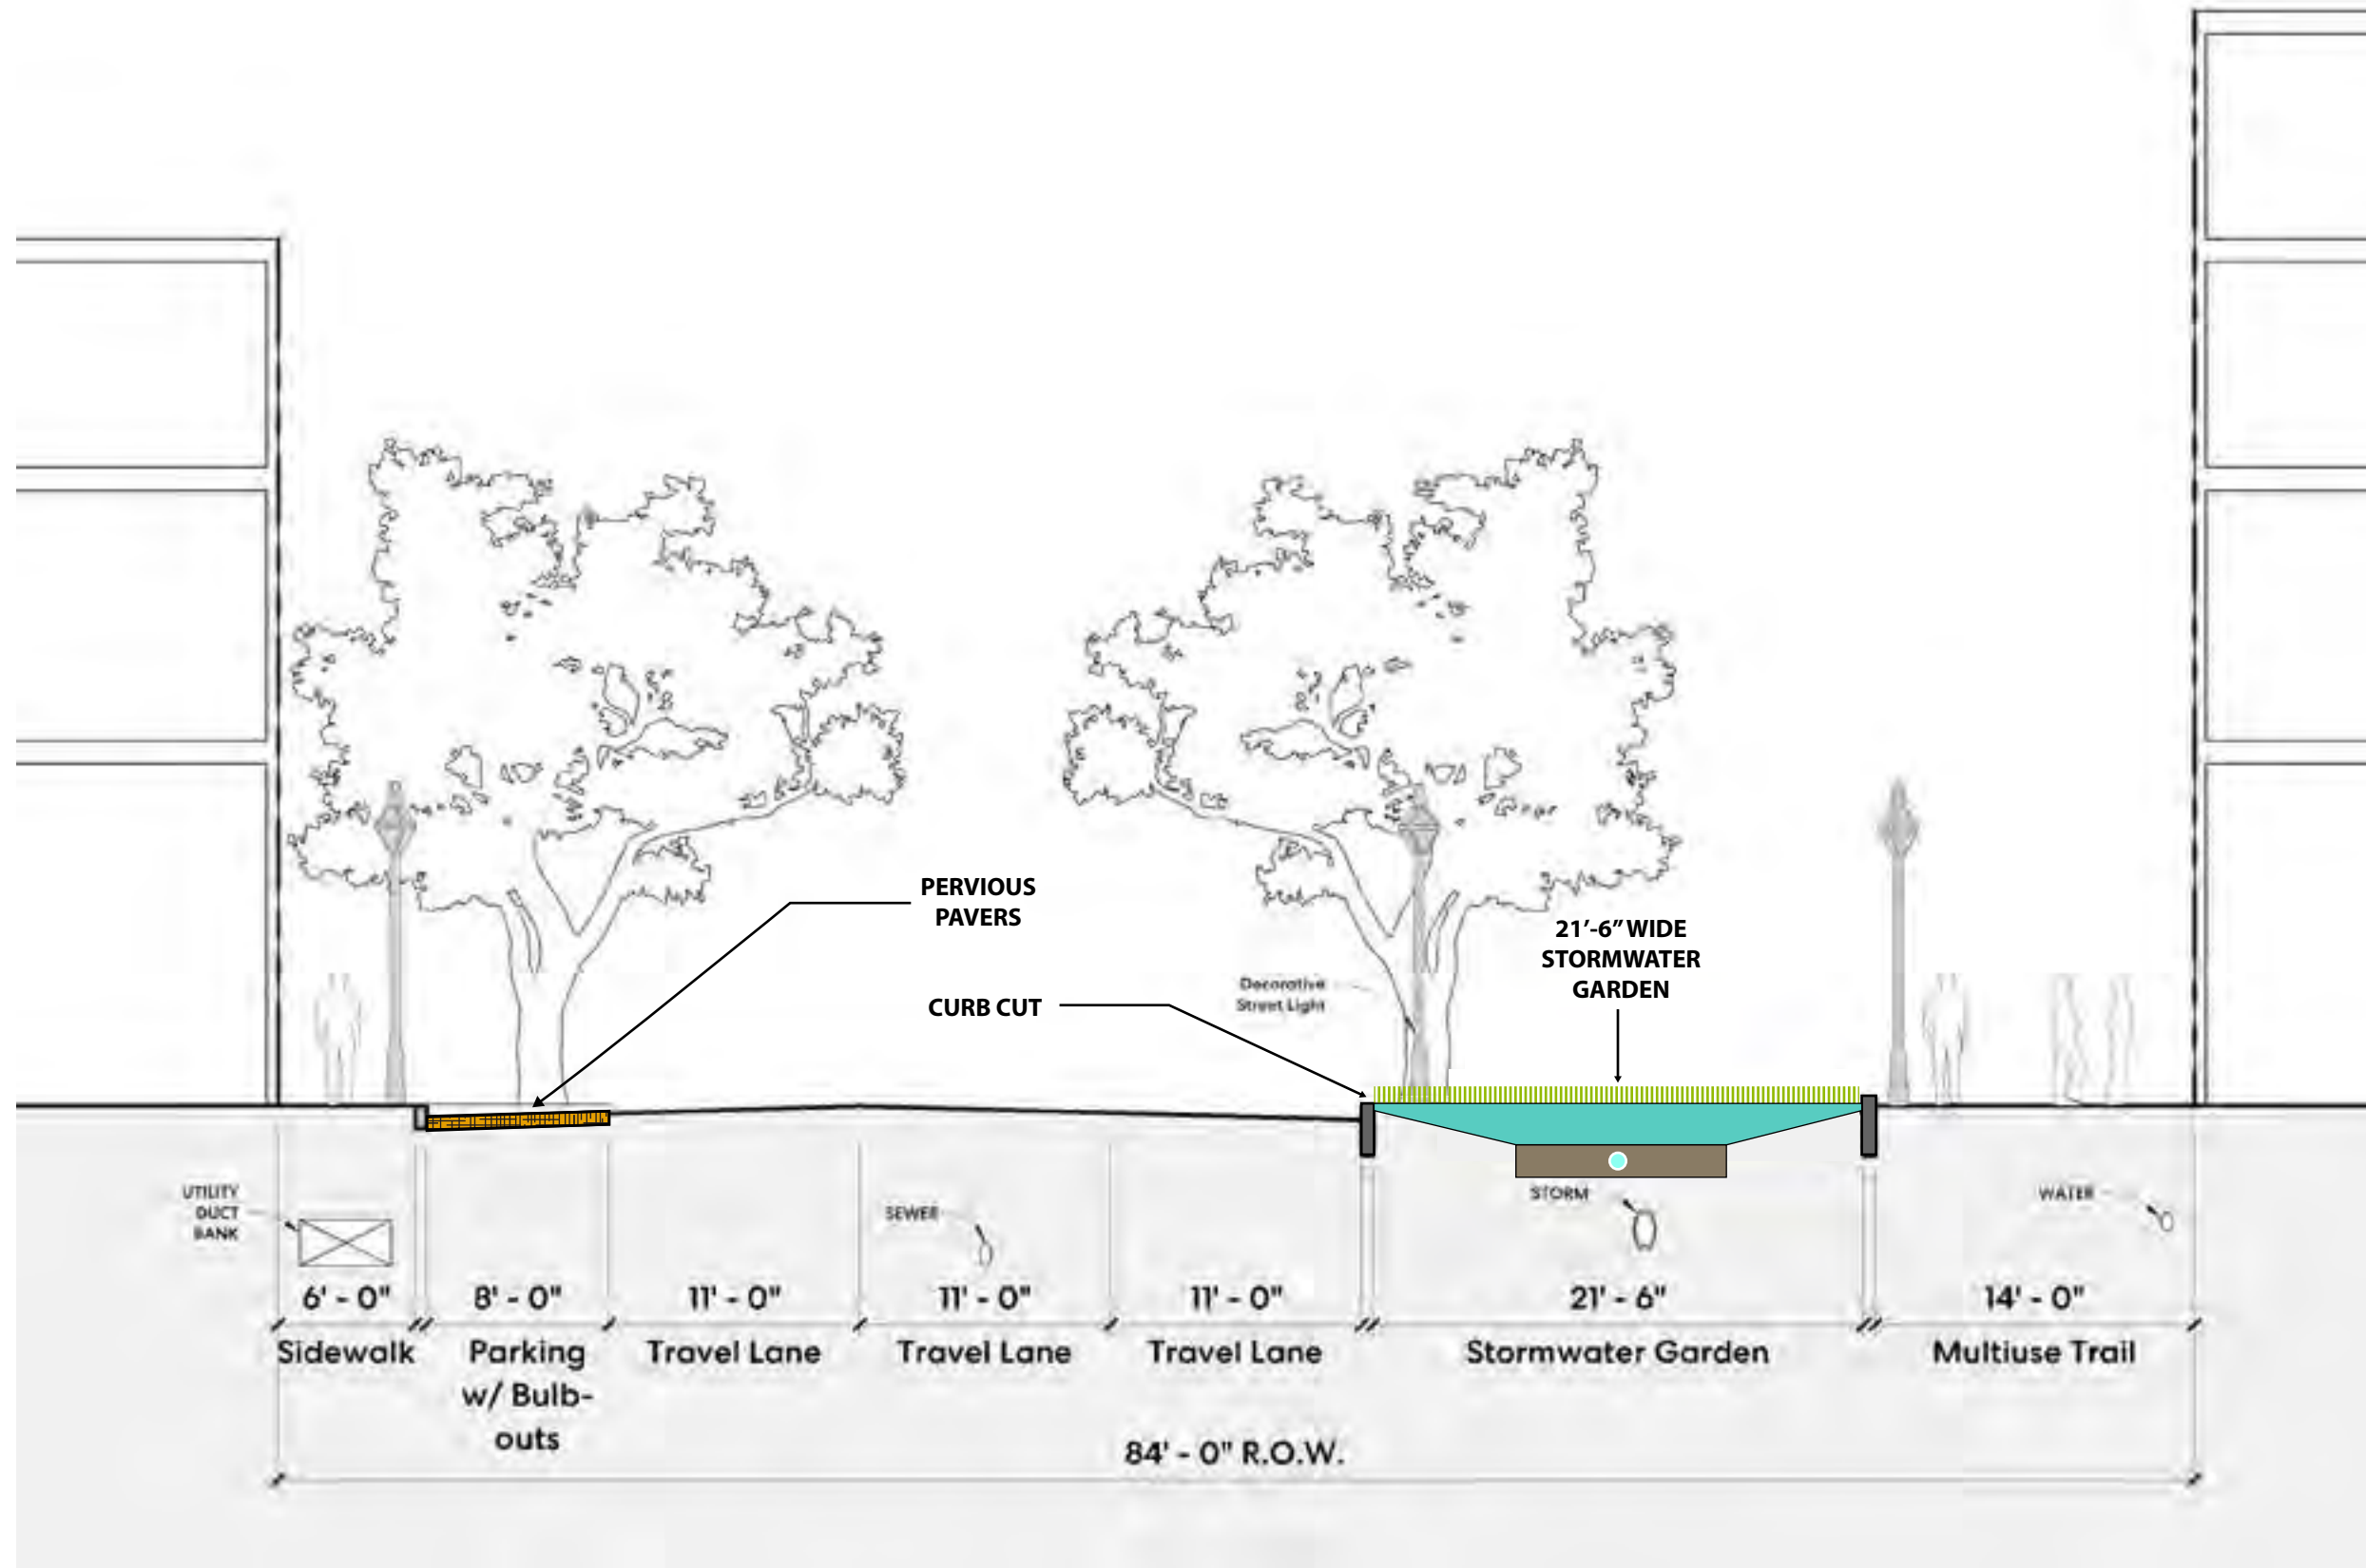 PERVIOUS
PAVERS
21’-6” WIDE
STORMWATER
GARDEN
CURB CUT
Decorative
Street Light
UTILITY
DUCT
BANK
SEWER
STORM
WATER
6' - 0"
8' - 0"
11' - 0"
11' - 0"
11' - 0"
21' - 6"
14' - 0"
Sidewalk
Parking
w/ Bulb-
outs
Travel Lane
Travel Lane
Travel Lane
Stormwater Garden
Multiuse Trail
84' - 0" R.O.W.